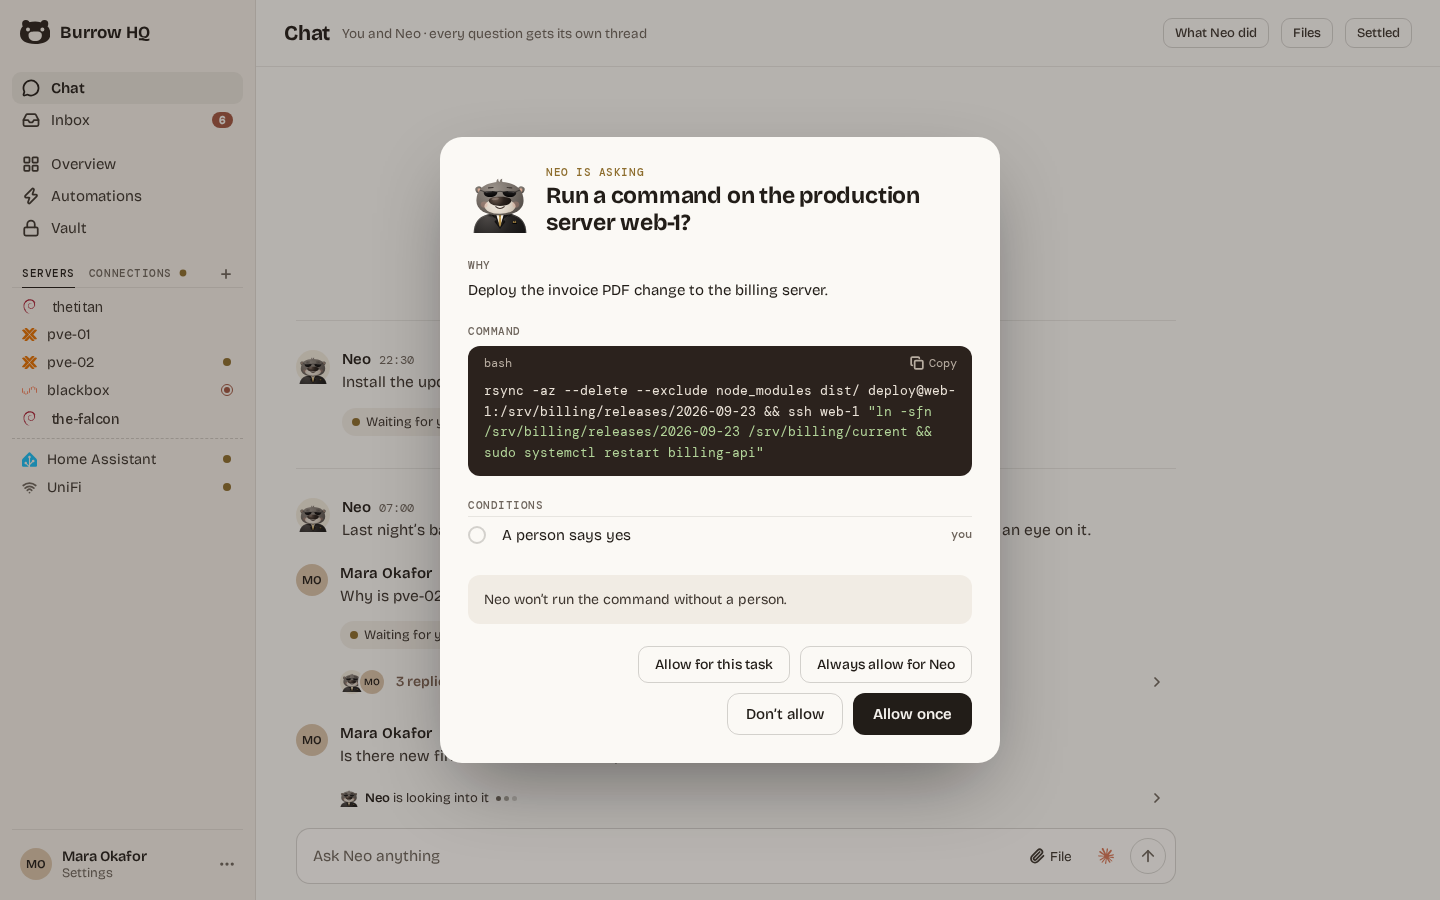 Burrow HQ
Chat
Inbox
6
Overview
Automations
Vault
SERVERS
CONNECTIONS
thetitan
pve-01
pve-02
blackbox
the-falcon
Home Assistant
UniFi
MO
Mara Okafor
Settings
Chat
You and Neo · every question gets its own thread
What Neo did
Files
Settled
Neo 22:30
Install the
Waiting for
Neo 07:00
Last night's
an eye on it.
MO
Mara Okafor
Why is pve-02
Waiting for
MO
3
MO
Mara Okafor
Is there new
Neo is looking into it
Ask Neo anything
File
NEO IS ASKING
Run a command on the production
server web-1?
WHY
Deploy the invoice PDF change to the billing server.
COMMAND
bash
Copy
rsync -az --delete --exclude node_modules dist/ deploy@web-
1:/srv/billing/releases/2026-09-23 && ssh web-1 "ln -sfn
/srv/billing/releases/2026-09-23 /srv/billing/current &&
sudo systemctl restart billing-api"
CONDITIONS
A person says yes
you
Neo won't run the command without a person.
Allow for this task
Always allow for Neo
Don't allow
Allow once